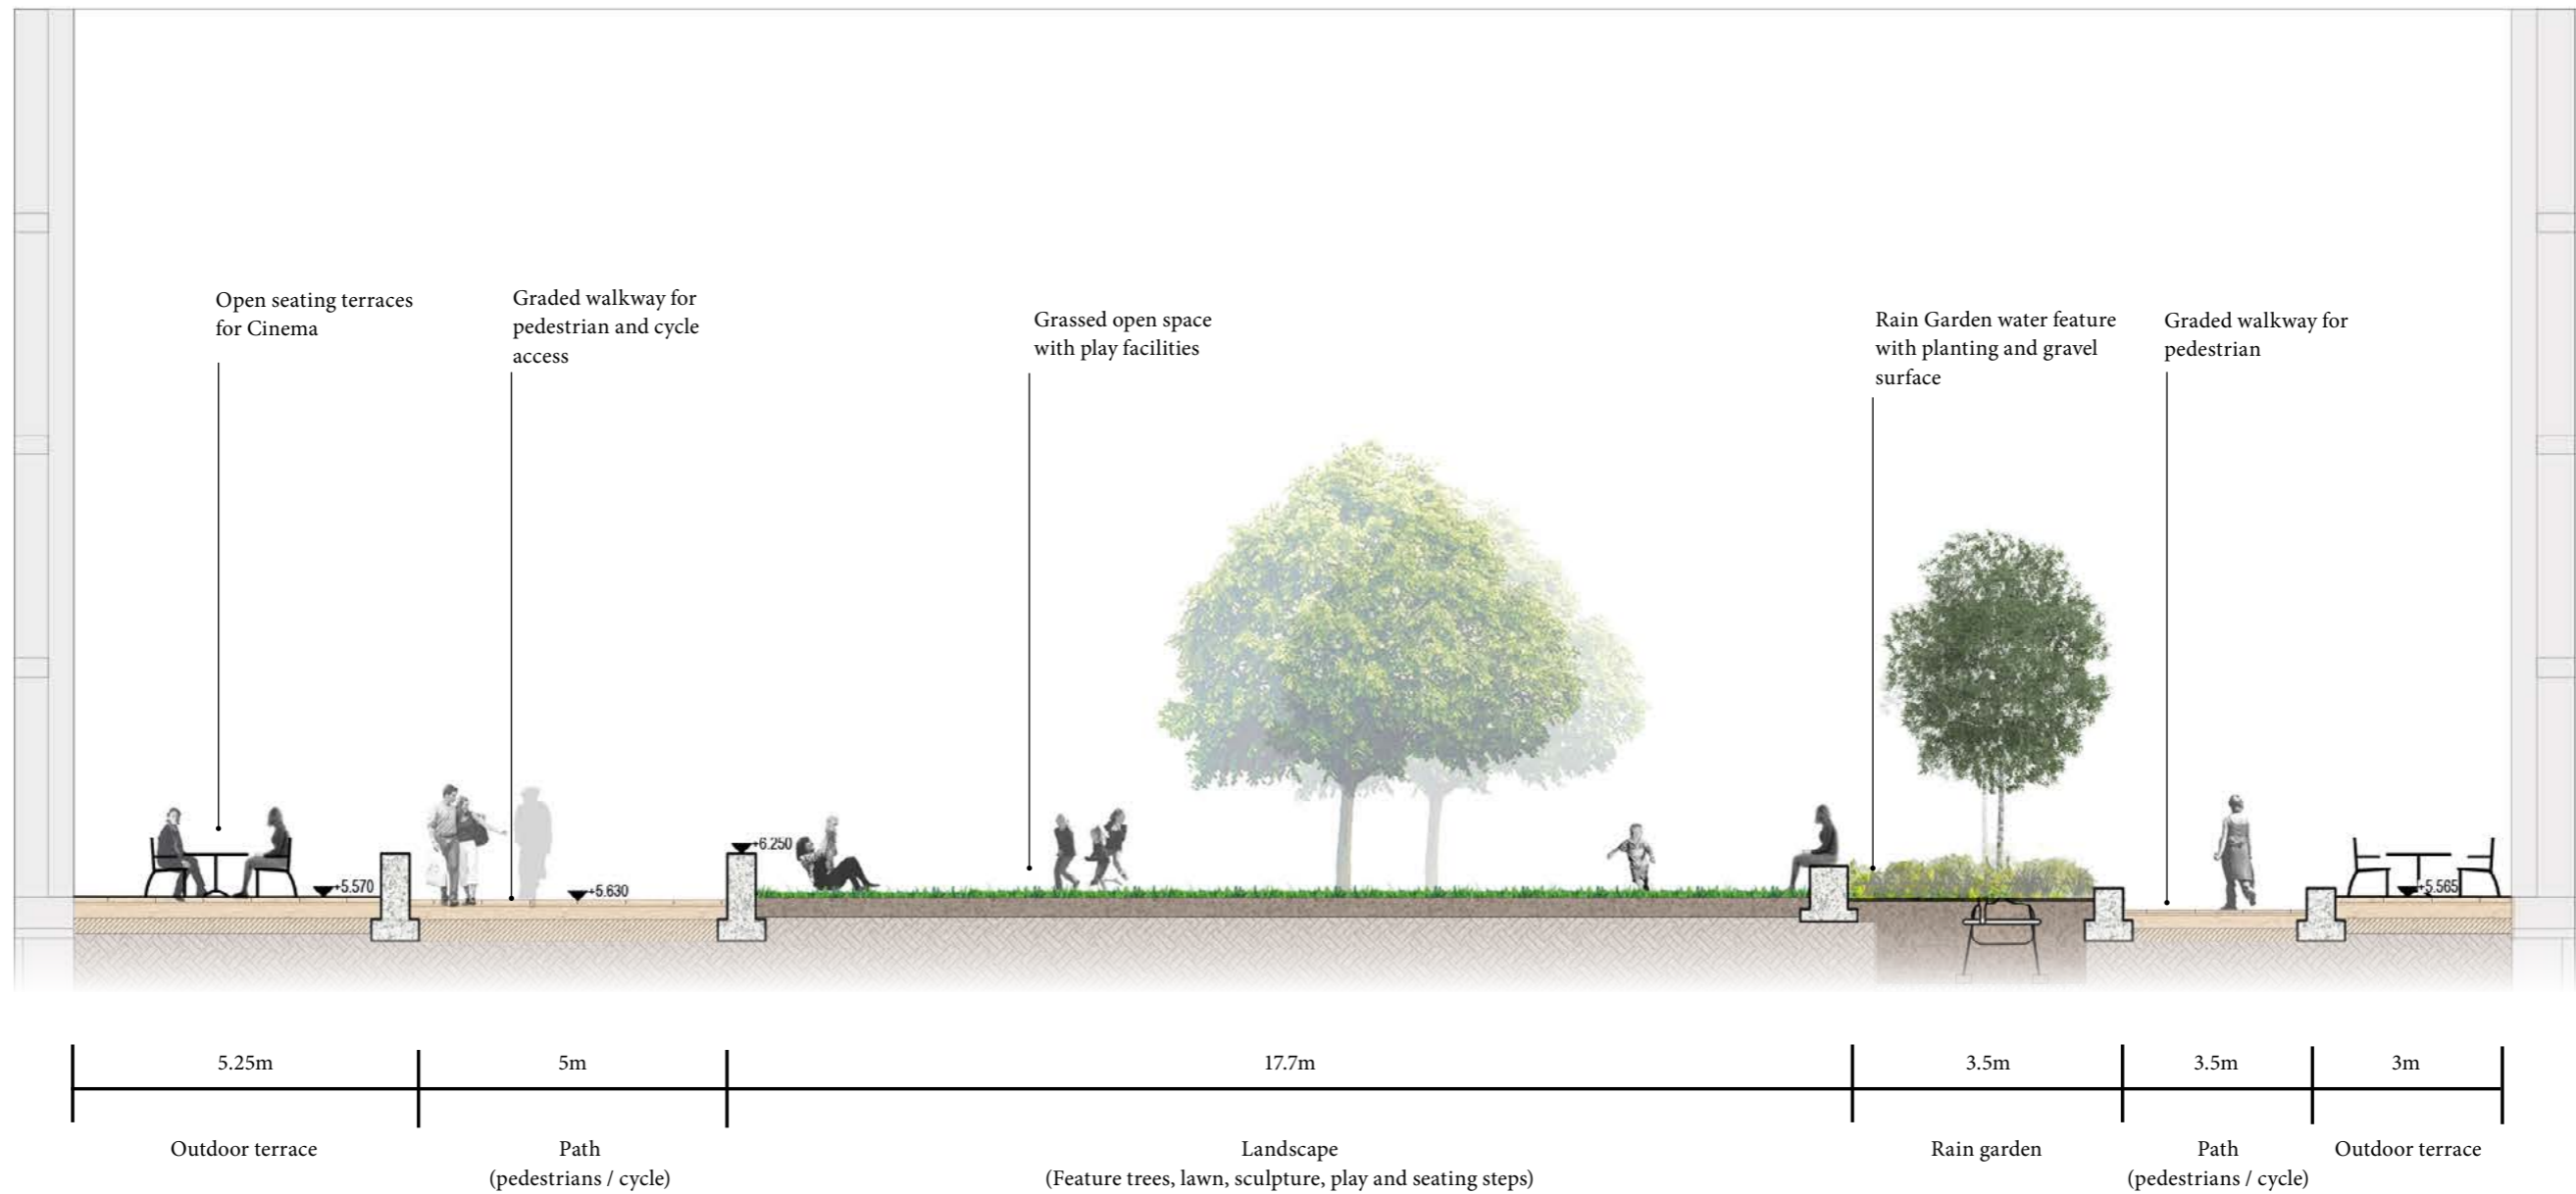 Open seating terraces
for Cinema
Graded walkway for
pedestrian and cycle
access
Grassed open space
with play facilities
Rain Garden water feature
with planting and gravel
surface
Graded walkway for
pedestrian
+5.570
+5.630
+6.250
+5.565
5.25m
5m
17.7m
3.5m
3.5m
3m
Outdoor terrace
Path
(pedestrians / cycle)
Landscape
(Feature trees, lawn, sculpture, play and seating steps)
Rain garden
Path
(pedestrians / cycle)
Outdoor terrace